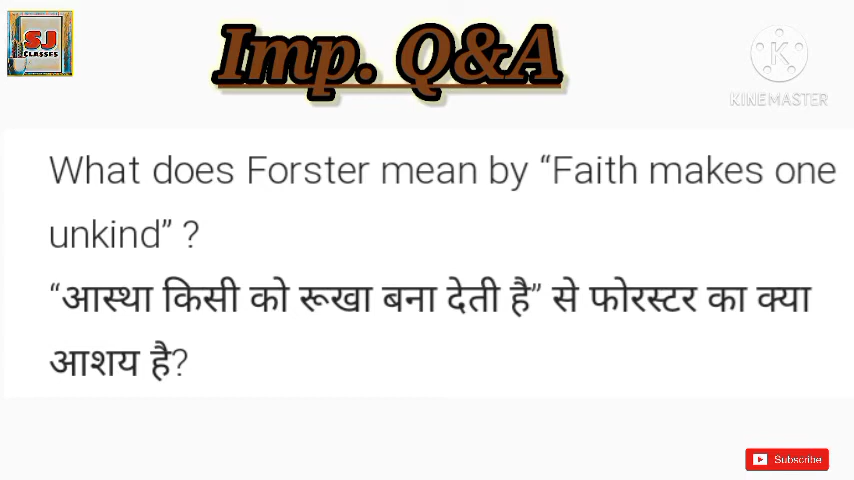 SJ
CLASSES
Imp. Q&A
K
KINEMASTER
What does Forster mean by “Faith makes one
unkind” ?
“आस्था किसी को रूखा बना देती है” से फोरस्टर का क्या
आशय है?
Subscribe